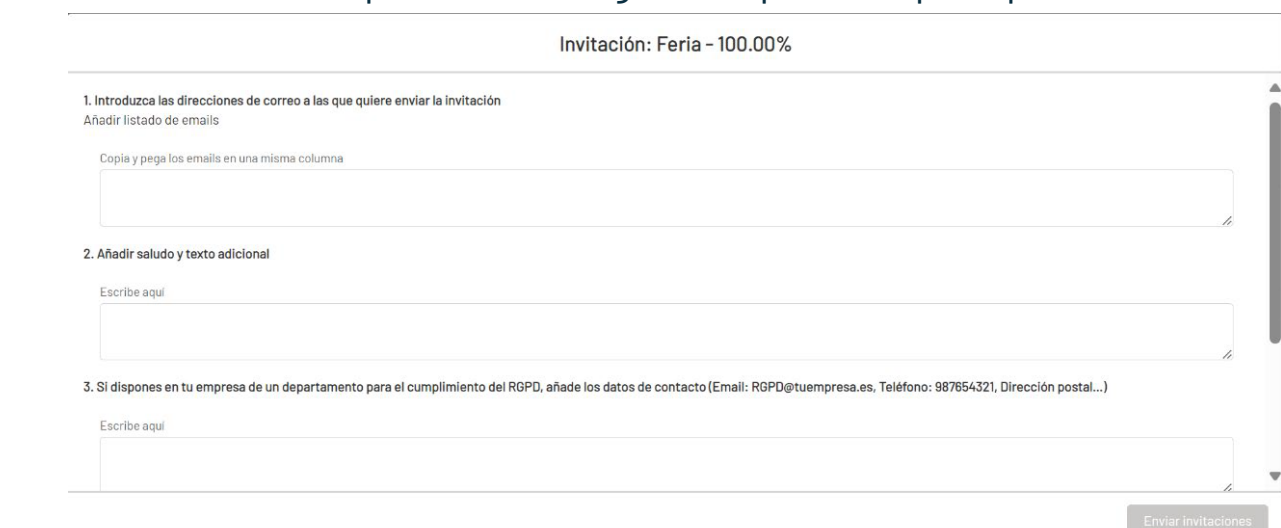 Invitación: Feria - 100.00%
1. Introduzca las direcciones de correo a las que quiere enviar la invitación
Añadir listado de emails
Copia y pega los emails en una misma columna
2. Añadir saludo y texto adicional
Escribe aquí
3. Si dispones en tu empresa de un departamento para el cumplimiento del RGPD, añade los datos de contacto (Email: RGPD@tuempresa.es, Teléfono: 987654321, Dirección postal...)
Escribe aquí
Enviar invitaciones